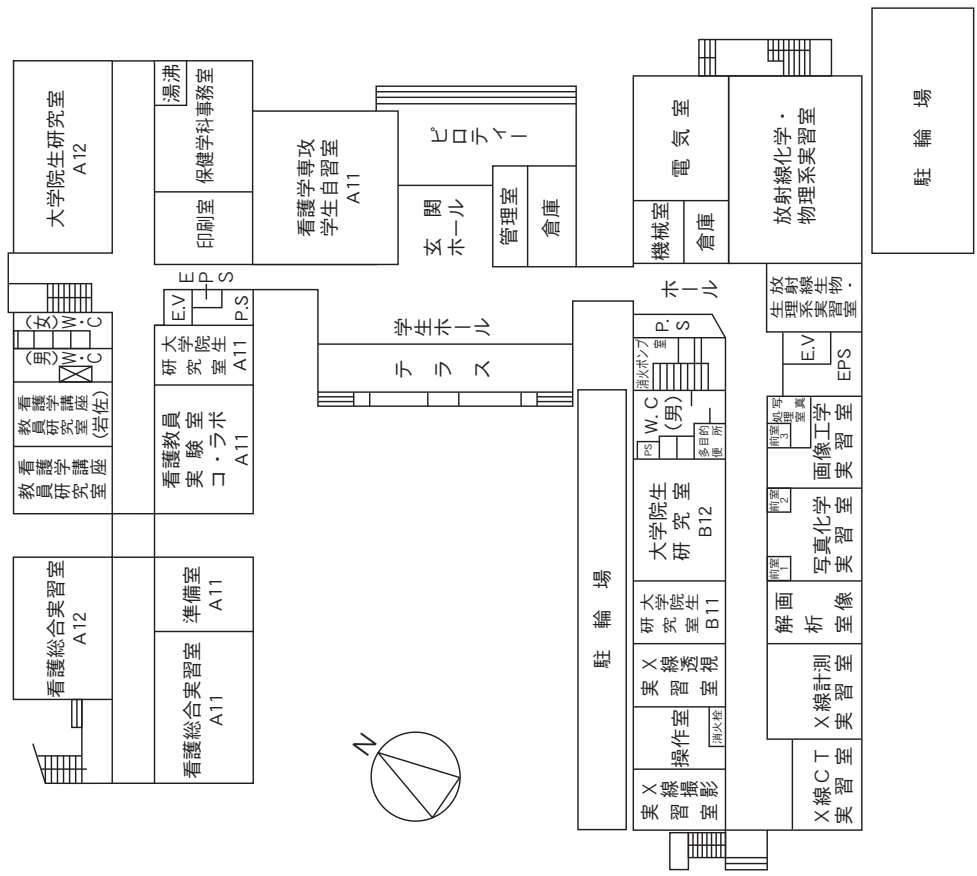 大学院生研究室
A12
湯沸
保健学科事務室
印刷室
看護学専攻
学生自習室
A11
ピロティー
玄関
ホール
管理室
倉庫
電気室
機械室
倉庫
放射線化学・
物理系実習室
駐輪場
(女)
W・C
(男)
W・C
看護学講座
教員
研究室
(岩佐)
看護学講座
教員
研究室
EPS
E.V
P.S
大学院生
研究室
A11
看護教員
実験室
コ・ラボ
A11
学生ホール
テラス
ホール
放射線生物・
生理系実習室
P.S
消火ポンプ
室
W.C
(男)
PS
多目的
便所
E.V
EPS
写真
処理室
前室
3
画像工学
実習室
前室
2
前室
1
写真化学
実習室
大学院生
研究室
B12
大学院生
研究室
B11
画像
解析室
X線透視
実習室
X線計測
実習室
操作室
消火栓
X線撮影
実習室
X線CT
実習室
駐輪場
看護総合実習室
A12
準備室
A11
看護総合実習室
A11
N